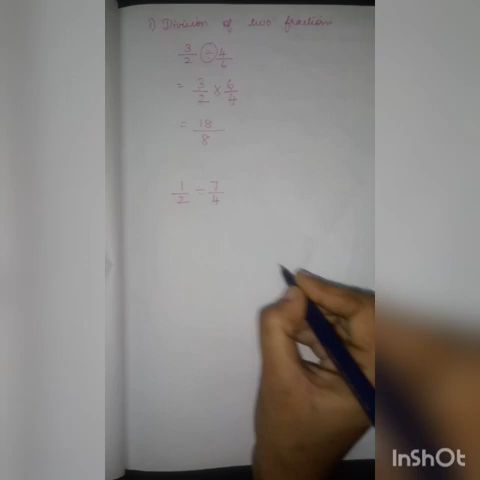 1) Division of two fractions
3/2 ÷ 4/6
= 3/2 x 6/4
= 18/8
1/2 ÷ 7/4
InShOt